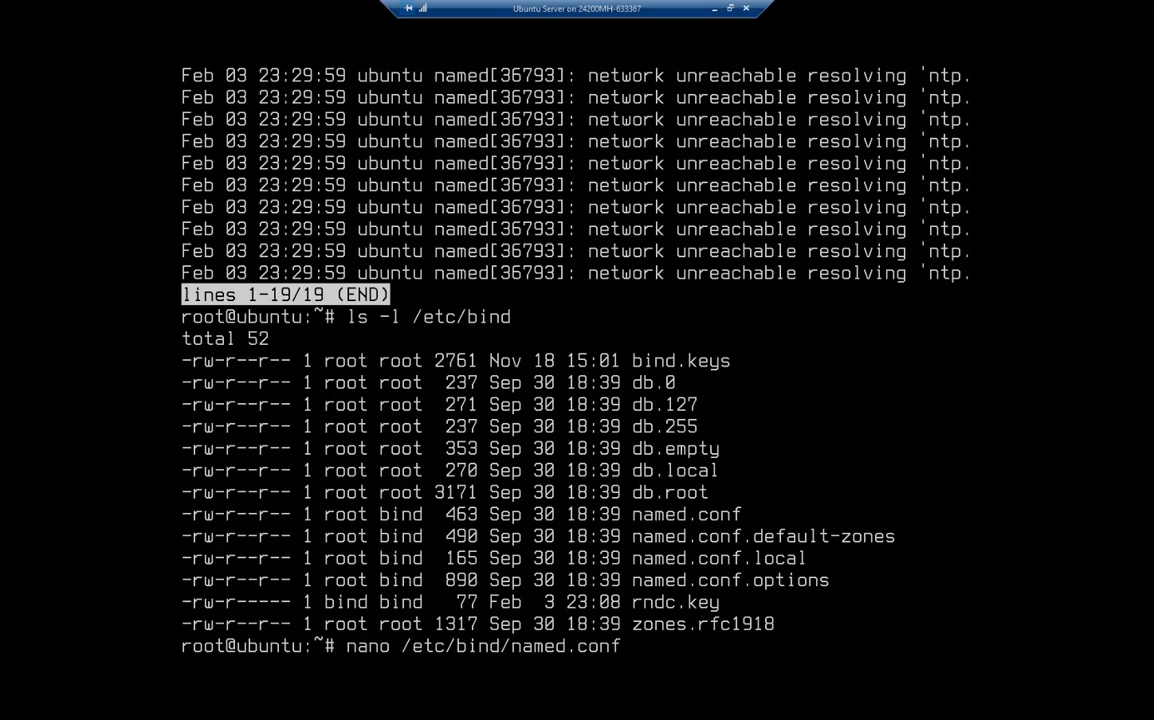 Ubuntu Server on 24200MH-633367
Feb 03 23:29:59 ubuntu named[36793]: network unreachable resolving 'ntp.
Feb 03 23:29:59 ubuntu named[36793]: network unreachable resolving 'ntp.
Feb 03 23:29:59 ubuntu named[36793]: network unreachable resolving 'ntp.
Feb 03 23:29:59 ubuntu named[36793]: network unreachable resolving 'ntp.
Feb 03 23:29:59 ubuntu named[36793]: network unreachable resolving 'ntp.
Feb 03 23:29:59 ubuntu named[36793]: network unreachable resolving 'ntp.
Feb 03 23:29:59 ubuntu named[36793]: network unreachable resolving 'ntp.
Feb 03 23:29:59 ubuntu named[36793]: network unreachable resolving 'ntp.
Feb 03 23:29:59 ubuntu named[36793]: network unreachable resolving 'ntp.
Feb 03 23:29:59 ubuntu named[36793]: network unreachable resolving 'ntp.
lines 1-19/19 (END)
root@ubuntu:~# ls -l /etc/bind
total 52
-rw-r--r-- 1 root root 2761 Nov 18 15:01 bind.keys
-rw-r--r-- 1 root root  237 Sep 30 18:39 db.0
-rw-r--r-- 1 root root  271 Sep 30 18:39 db.127
-rw-r--r-- 1 root root  237 Sep 30 18:39 db.255
-rw-r--r-- 1 root root  353 Sep 30 18:39 db.empty
-rw-r--r-- 1 root root  270 Sep 30 18:39 db.local
-rw-r--r-- 1 root root 3171 Sep 30 18:39 db.root
-rw-r--r-- 1 root bind  463 Sep 30 18:39 named.conf
-rw-r--r-- 1 root bind  490 Sep 30 18:39 named.conf.default-zones
-rw-r--r-- 1 root bind  165 Sep 30 18:39 named.conf.local
-rw-r--r-- 1 root bind  890 Sep 30 18:39 named.conf.options
-rw-r----- 1 bind bind   77 Feb  3 23:08 rndc.key
-rw-r--r-- 1 root root 1317 Sep 30 18:39 zones.rfc1918
root@ubuntu:~# nano /etc/bind/named.conf